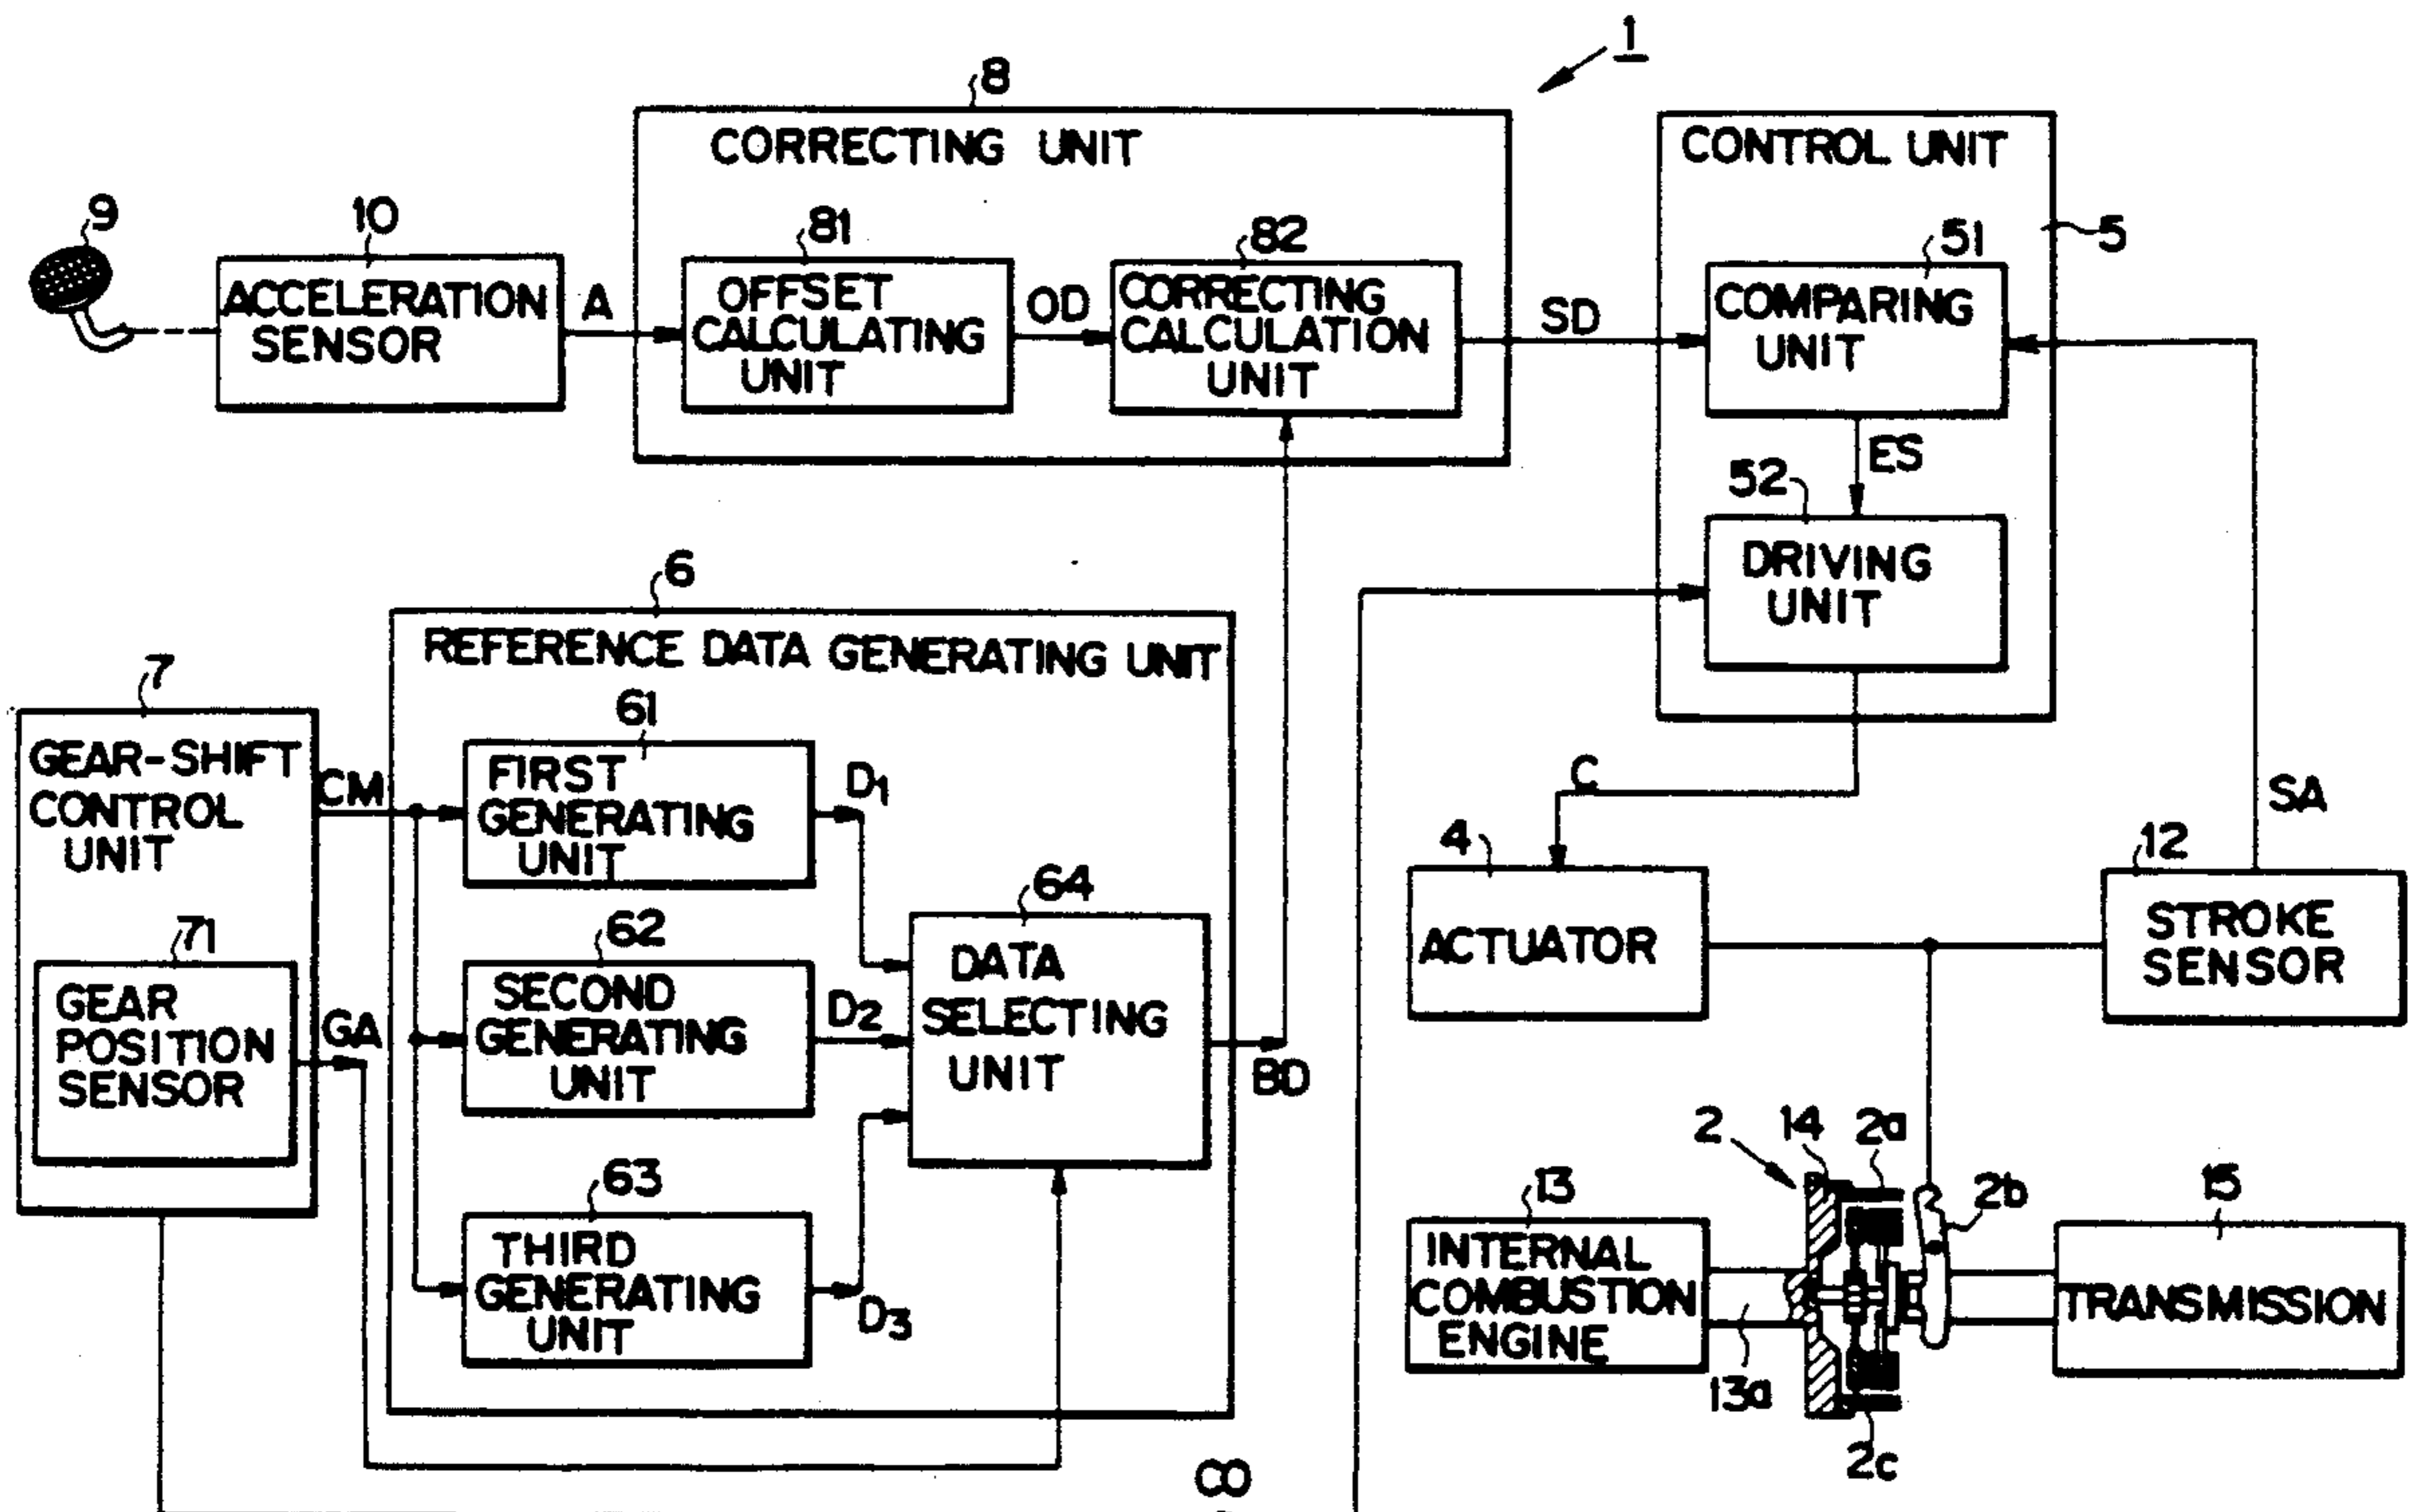 1
8
CORRECTING UNIT
CONTROL UNIT
5
9
10
ACCELERATION
SENSOR
A
81
OFFSET
CALCULATING
UNIT
OD
82
CORRECTING
CALCULATION
UNIT
SD
51
COMPARING
UNIT
ES
52
DRIVING
UNIT
6
REFERENCE DATA GENERATING UNIT
7
GEAR-SHIFT
CONTROL
UNIT
CM
61
FIRST
GENERATING
UNIT
D1
71
GEAR
POSITION
SENSOR
GA
62
SECOND
GENERATING
UNIT
D2
64
DATA
SELECTING
UNIT
BD
63
THIRD
GENERATING
UNIT
D3
CO
C
4
ACTUATOR
SA
12
STROKE
SENSOR
2
14
2a
2b
13
INTERNAL
COMBUSTION
ENGINE
13a
2c
15
TRANSMISSION